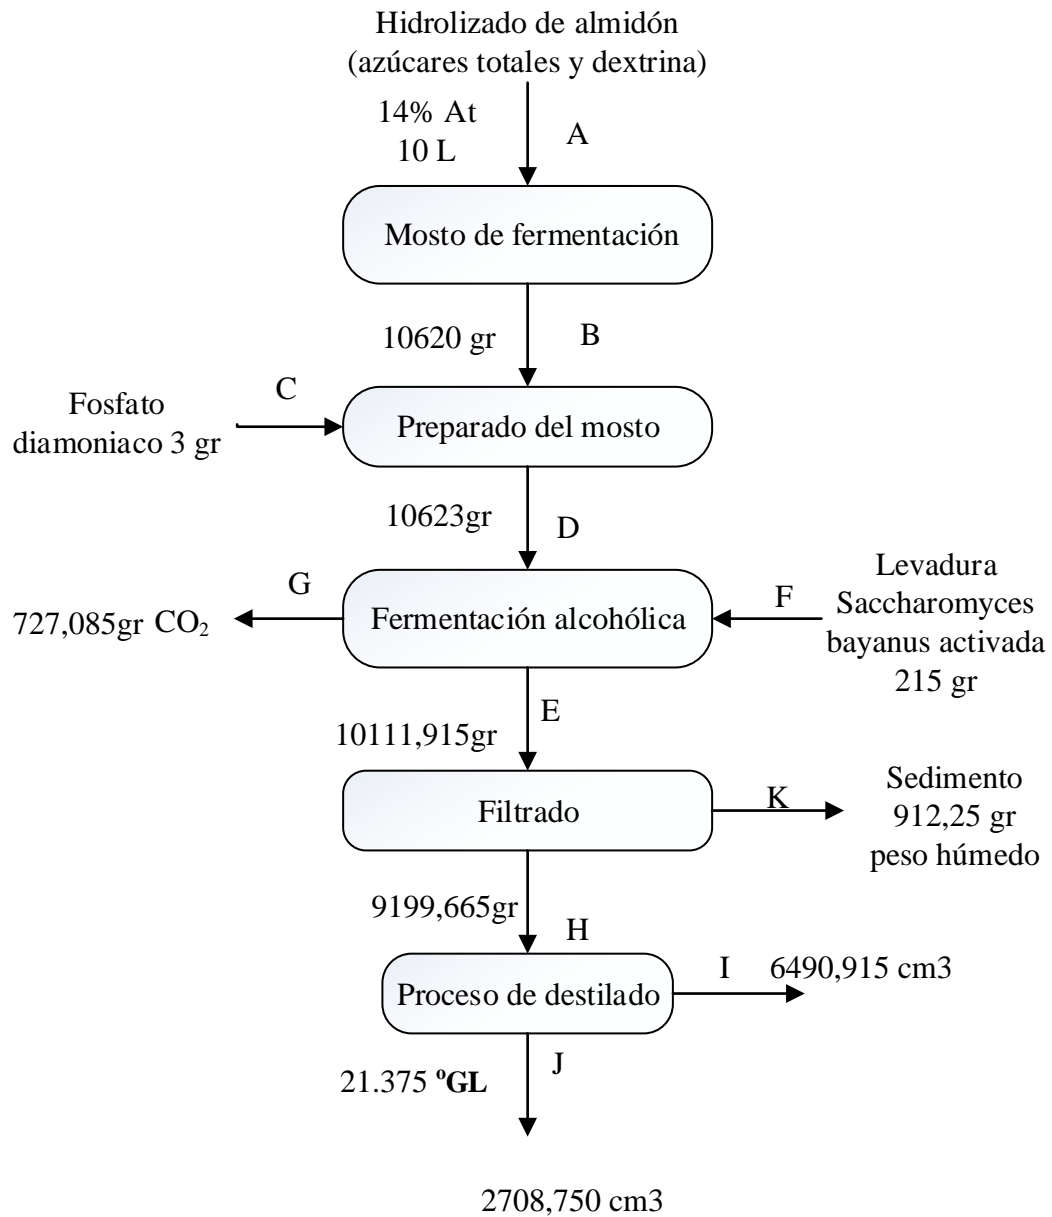 Hidrolizado de almidón
(azúcares totales y dextrina)
14% At
10 L
A
Mosto de fermentación
10620 gr
B
C
Fosfato
diamoniaco 3 gr
Preparado del mosto
10623gr
D
G
727,085gr CO₂
Fermentación alcohólica
F
Levadura
Saccharomyces
bayanus activada
215 gr
E
10111,915gr
Filtrado
K
Sedimento
912,25 gr
peso húmedo
9199,665gr
H
Proceso de destilado
I
6490,915 cm3
J
21.375 ºGL
2708,750 cm3